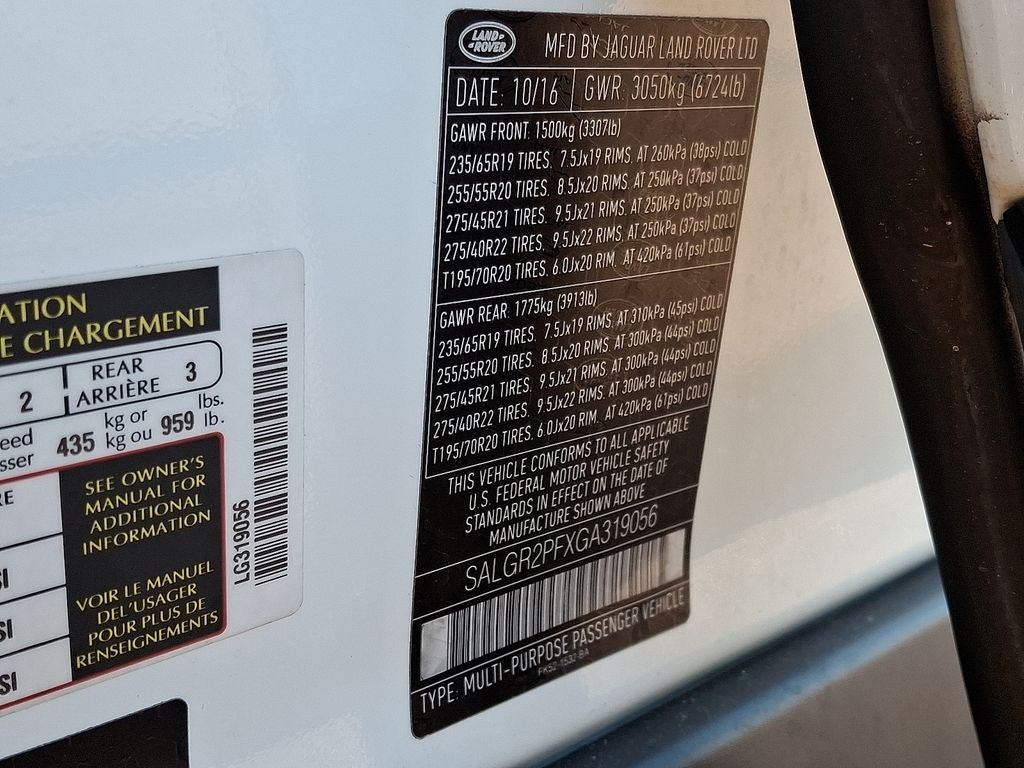 ATION
E CHARGEMENT
2
REAR
ARRIÈRE
3
eed
sser
435
kg or
kg ou
959
lbs.
lb.
RE
SEE OWNER'S
MANUAL FOR
ADDITIONAL
INFORMATION
SI
SI
SI
VOIR LE MANUEL
DEL'USAGER
POUR PLUS DE
RENSEIGNEMENTS
LG319056
LAND-
-ROVER
MFD BY JAGUAR LAND ROVER LTD
DATE: 10/16 GWR: 3050kg (6724lb)
GAWR FRONT: 1500kg (3307lb)
235/65R19 TIRES. 7.5Jx19 RIMS. AT 260kPa (38psi) COLD
255/55R20 TIRES. 8.5Jx20 RIMS. AT 250kPa (37psi) COLD
275/45R21 TIRES. 9.5Jx21 RIMS. AT 250kPa (37psi) COLD
275/40R22 TIRES. 9.5Jx22 RIMS. AT 250kPa (37psi) COLD
T195/70R20 TIRES. 6.0Jx20 RIM. AT 420kPa (61psi) COLD
GAWR REAR: 1775kg (3913lb)
235/65R19 TIRES. 7.5Jx19 RIMS. AT 310kPa (45psi) COLD
255/55R20 TIRES. 8.5Jx20 RIMS. AT 300kPa (44psi) COLD
275/45R21 TIRES. 9.5Jx21 RIMS. AT 300kPa (44psi) COLD
275/40R22 TIRES. 9.5Jx22 RIMS. AT 300kPa (44psi) COLD
T195/70R20 TIRES. 6.0Jx20 RIM. AT 420kPa (61psi) COLD
THIS VEHICLE CONFORMS TO ALL APPLICABLE
U.S. FEDERAL MOTOR VEHICLE SAFETY
STANDARDS IN EFFECT ON THE DATE OF
MANUFACTURE SHOWN ABOVE
SALGR2PFXGA319056
TYPE: MULTI-PURPOSE PASSENGER VEHICLE